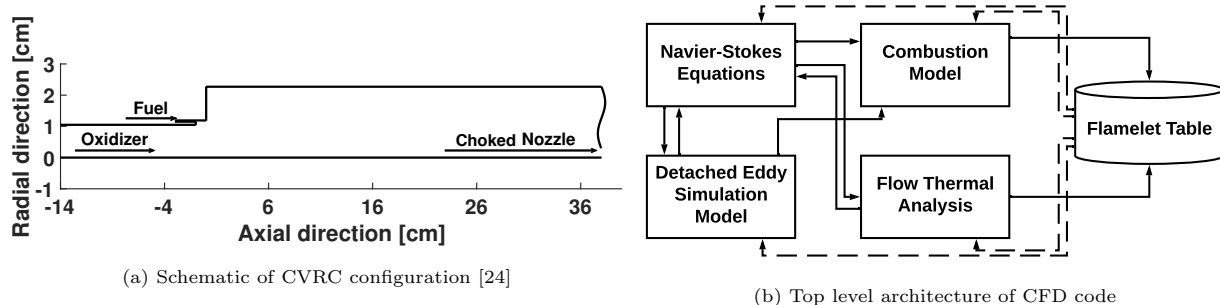 Radial direction [cm]
3
2
1
0
-1
Fuel
Oxidizer
Choked Nozzle
-14
-4
6
16
26
36
Axial direction [cm]
(a) Schematic of CVRC configuration [24]
Navier-Stokes
Equations
Combustion
Model
Flamelet Table
Detached Eddy
Simulation
Model
Flow Thermal
Analysis
(b) Top level architecture of CFD code